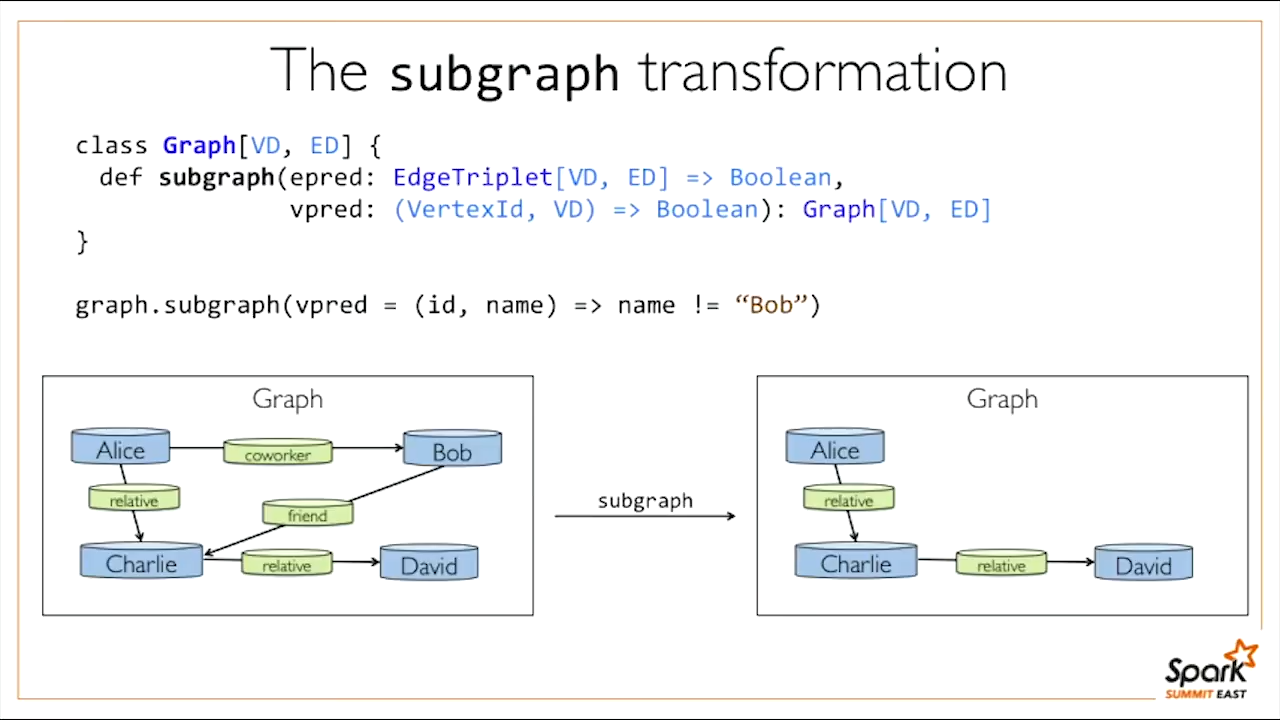 The subgraph transformation
class Graph[VD, ED] {
def subgraph(epred: EdgeTriplet[VD, ED] => Boolean,
vpred: (VertexId, VD) => Boolean): Graph[VD, ED]
}
graph.subgraph(vpred = (id, name) => name != “Bob”)
Graph
Alice
coworker
Bob
relative
friend
Charlie
relative
David
subgraph
Graph
Alice
relative
Charlie
relative
David
Spark
SUMMIT EAST